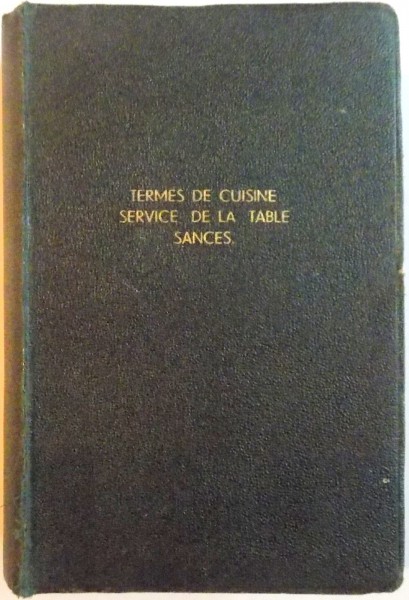 TERMES DE CUISINE
SERVICE DE LA TABLE
SANCES.